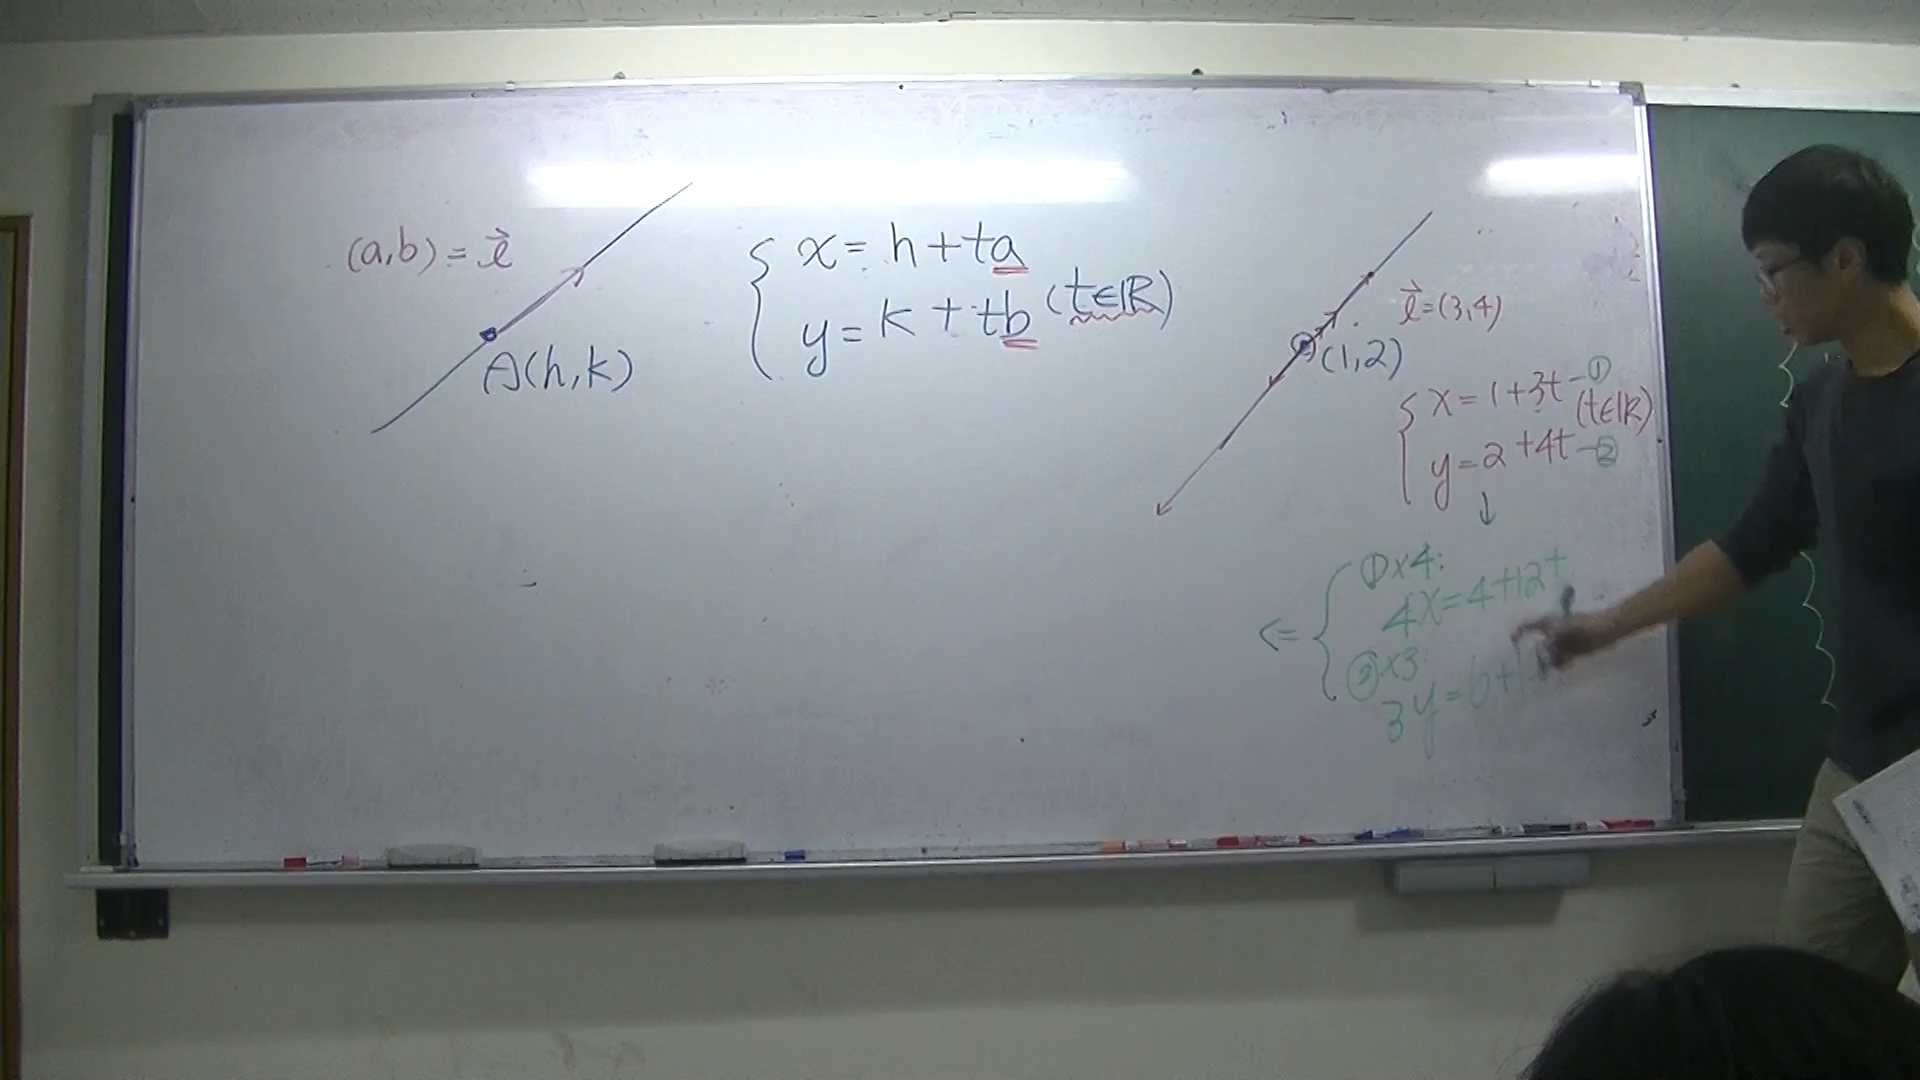 (a,b) = l⃗
A(h,k)
{ x = h + ta
y = k + tb (t∈ℝ)
l⃗=(3,4)
(1,2)
{ x = 1+3t —①
(t∈ℝ)
y = 2+4t —②
↓
⇐ { ①×4:
4x=4+12t
②×3:
3y=6+1